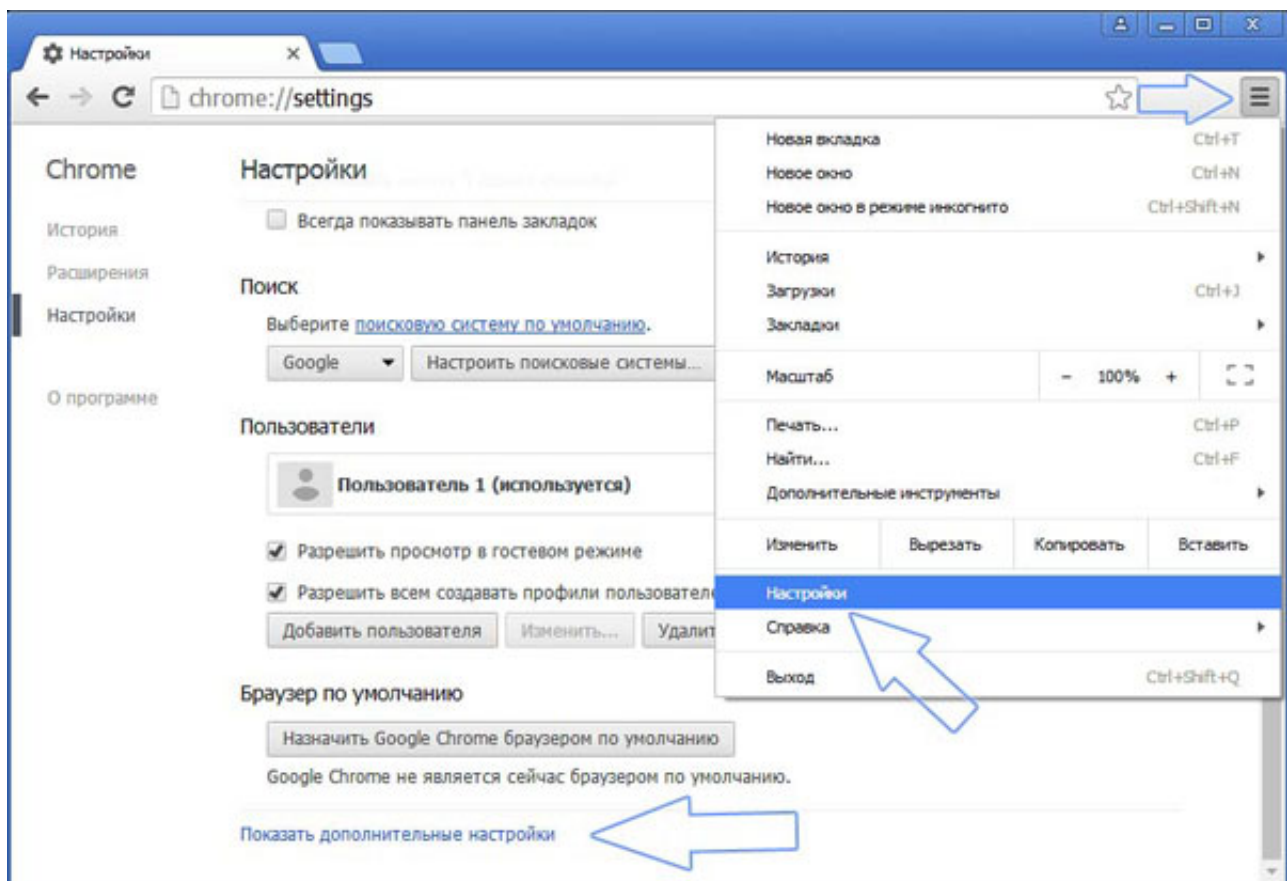 Настройки
chrome://settings
Chrome
История
Расширения
Настройки
О программе
Настройки
Всегда показывать панель закладок
Поиск
Выберите поисковую систему по умолчанию.
Google
Настроить поисковые системы...
Пользователи
Пользователь 1 (используется)
Разрешить просмотр в гостевом режиме
Разрешить всем создавать профили пользовател
Добавить пользователя
Изменить...
Удалит
Браузер по умолчанию
Назначить Google Chrome браузером по умолчанию
Google Chrome не является сейчас браузером по умолчанию.
Показать дополнительные настройки
Новая вкладка Ctrl+T
Новое окно Ctrl+N
Новое окно в режиме инкогнито Ctrl+Shift+N
История
Загрузки Ctrl+J
Закладки
Масштаб - 100% +
Печать... Ctrl+P
Найти... Ctrl+F
Дополнительные инструменты
Изменить Вырезать Копировать Вставить
Настройки
Справка
Выход Ctrl+Shift+Q